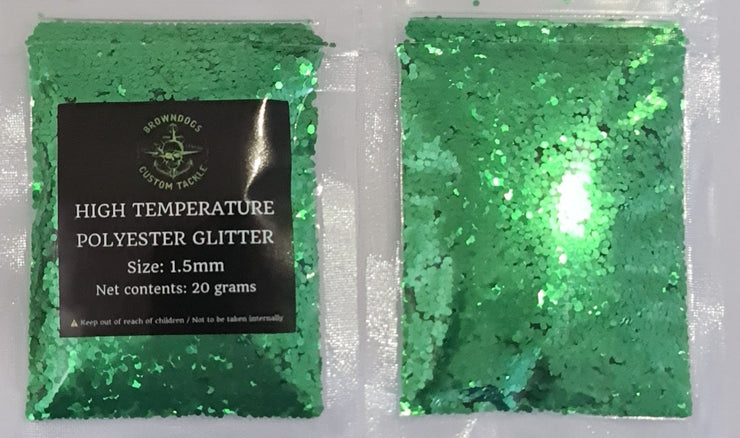 BROWNDOGS
CUSTOM TACKLE
HIGH TEMPERATURE
POLYESTER GLITTER
Size: 1.5mm
Net contents: 20 grams
⚠ Keep out of reach of children / Not to be taken internally